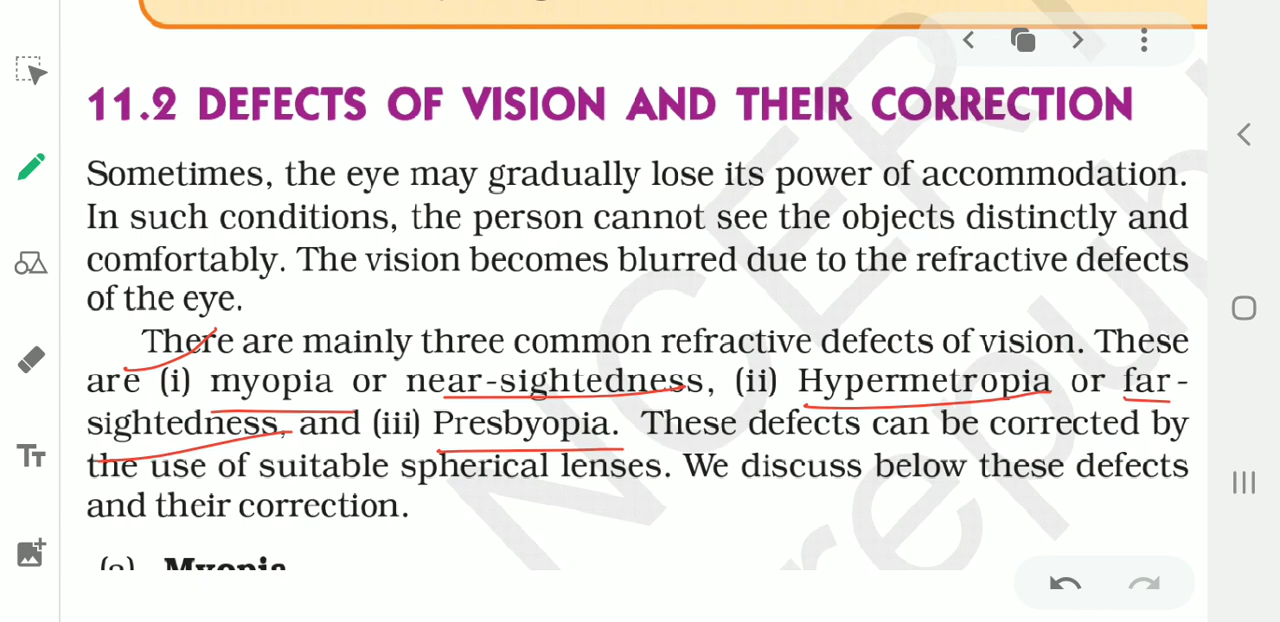 11.2 DEFECTS OF VISION AND THEIR CORRECTION
Sometimes, the eye may gradually lose its power of accommodation.
In such conditions, the person cannot see the objects distinctly and
comfortably. The vision becomes blurred due to the refractive defects
of the eye.
There are mainly three common refractive defects of vision. These
are (i) myopia or near-sightedness, (ii) Hypermetropia or far-
sightedness, and (iii) Presbyopia. These defects can be corrected by
the use of suitable spherical lenses. We discuss below these defects
and their correction.
(a) Myopia
NCERT
repub
TT